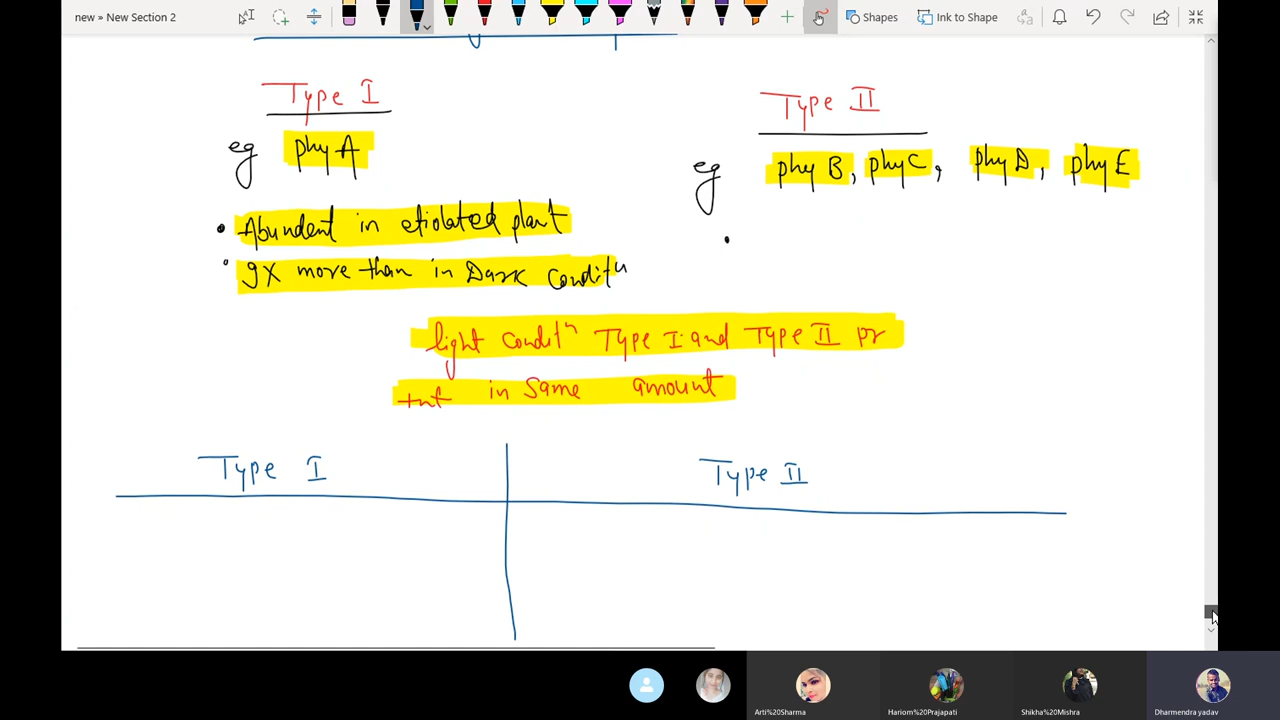 new » New Section 2
Shapes
Ink to Shape
Type I
Type II
eg phy A
eg phy B, phy C, phy D, phy E
• Abundent in etiolated plant
• 9X more than in Dark Conditn
light conditn Type I and Type II pr
tnt in Same amount
Type I
Type II
Arti%20Sharma
Hariom%20Prajapati
Shikha%20Mishra
Dharmendra yadav